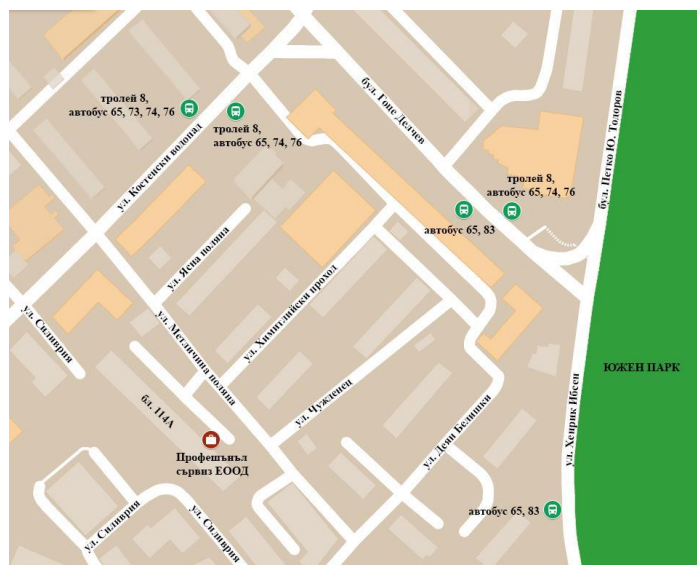 тролей 8,
автобус 65, 73, 74, 76
тролей 8,
автобус 65, 74, 76
ул. Костенски водопад
бул. Гоце Делчев
бул. Петко Ю. Тодоров
тролей 8,
автобус 65, 74, 76
автобус 65, 83
ул. Ясна поляна
ул. Химитлийски проход
ул. Силиврия
ул. Метличина поляна
ул. Чужденец
ЮЖЕН ПАРК
бл. 114А
Профешънъл
сървиз ЕООД
ул. Деян Белишки
ул. Хенрик Ибсен
автобус 65, 83
ул. Силиврия
ул. Силиврия